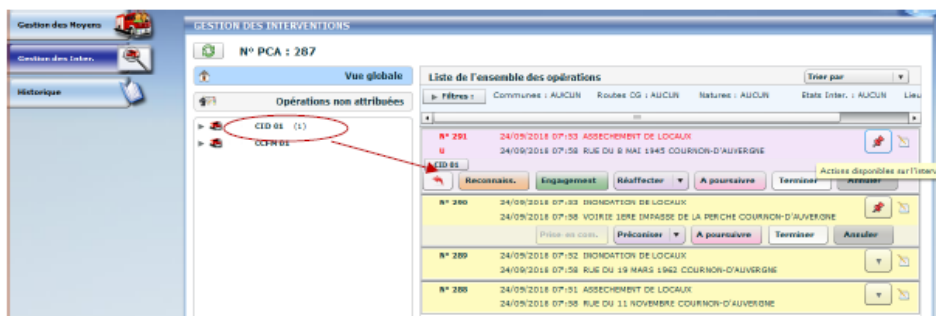 Gestion des Moyens
Gestion des Inter.
Historique
GESTION DES INTERVENTIONS
N° PCA : 287
Vue globale
Opérations non attribuées
CID 01 (1)
CCFM 01
Liste de l'ensemble des opérations
Trier par
Filtres : Communes : AUCUN Routes CG : AUCUN Natures : AUCUN Etats Inter. : AUCUN Lieu
N° 291 24/09/2018 07:53 ASSECHEMENT DE LOCAUX
U 24/09/2018 07:58 RUE DU 8 MAI 1945 COURNON-D'AUVERGNE
CID 01
Actions disponibles sur l'interv
Reconnaiss. Engagement Réaffecter A poursuivre Terminer Annuler
N° 290 24/09/2018 07:53 INONDATION DE LOCAUX
24/09/2018 07:58 VOIRIE 1ERE IMPASSE DE LA PERCHE COURNON-D'AUVERGNE
Prise en com. Préconiser A poursuivre Terminer Annuler
N° 289 24/09/2018 07:52 INONDATION DE LOCAUX
24/09/2018 07:58 RUE DU 19 MARS 1962 COURNON-D'AUVERGNE
N° 288 24/09/2018 07:51 ASSECHEMENT DE LOCAUX
24/09/2018 07:58 RUE DU 11 NOVEMBRE COURNON-D'AUVERGNE